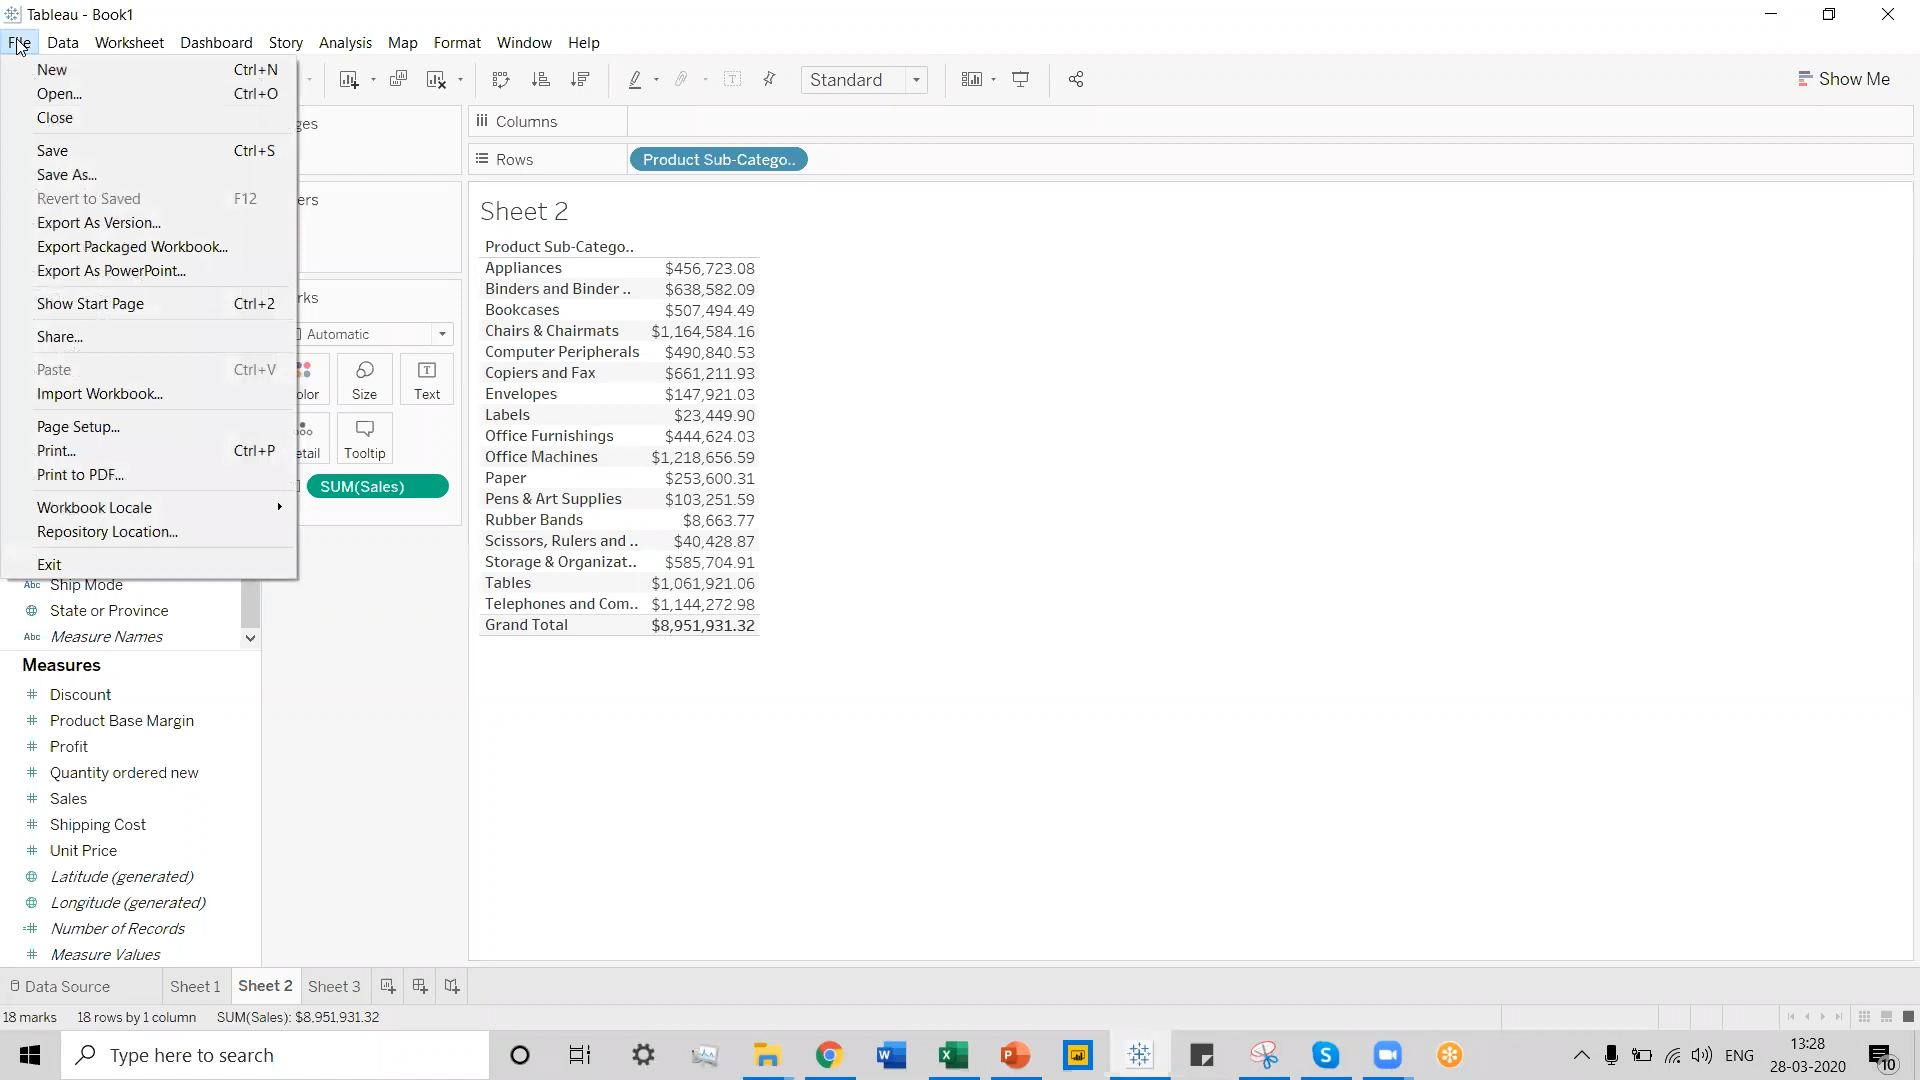 Tableau - Book1
File Data Worksheet Dashboard Story Analysis Map Format Window Help
New Ctrl+N
Open... Ctrl+O
Close
Save Ctrl+S
Save As...
Revert to Saved F12
Export As Version...
Export Packaged Workbook...
Export As PowerPoint...
Show Start Page Ctrl+2
Share...
Paste Ctrl+V
Import Workbook...
Page Setup...
Print... Ctrl+P
Print to PDF...
Workbook Locale
Repository Location...
Exit
Standard
Show Me
ges
ers
rks
Automatic
olor Size Text
etail Tooltip
SUM(Sales)
Columns
Rows Product Sub-Catego..
Sheet 2
Product Sub-Catego..
Appliances $456,723.08
Binders and Binder .. $638,582.09
Bookcases $507,494.49
Chairs & Chairmats $1,164,584.16
Computer Peripherals $490,840.53
Copiers and Fax $661,211.93
Envelopes $147,921.03
Labels $23,449.90
Office Furnishings $444,624.03
Office Machines $1,218,656.59
Paper $253,600.31
Pens & Art Supplies $103,251.59
Rubber Bands $8,663.77
Scissors, Rulers and .. $40,428.87
Storage & Organizat.. $585,704.91
Tables $1,061,921.06
Telephones and Com.. $1,144,272.98
Grand Total $8,951,931.32
Abc Ship Mode
State or Province
Abc Measure Names
Measures
# Discount
# Product Base Margin
# Profit
# Quantity ordered new
# Sales
# Shipping Cost
# Unit Price
Latitude (generated)
Longitude (generated)
=# Number of Records
# Measure Values
Data Source Sheet 1 Sheet 2 Sheet 3
18 marks 18 rows by 1 column SUM(Sales): $8,951,931.32
Type here to search
ENG
13:28
28-03-2020
10